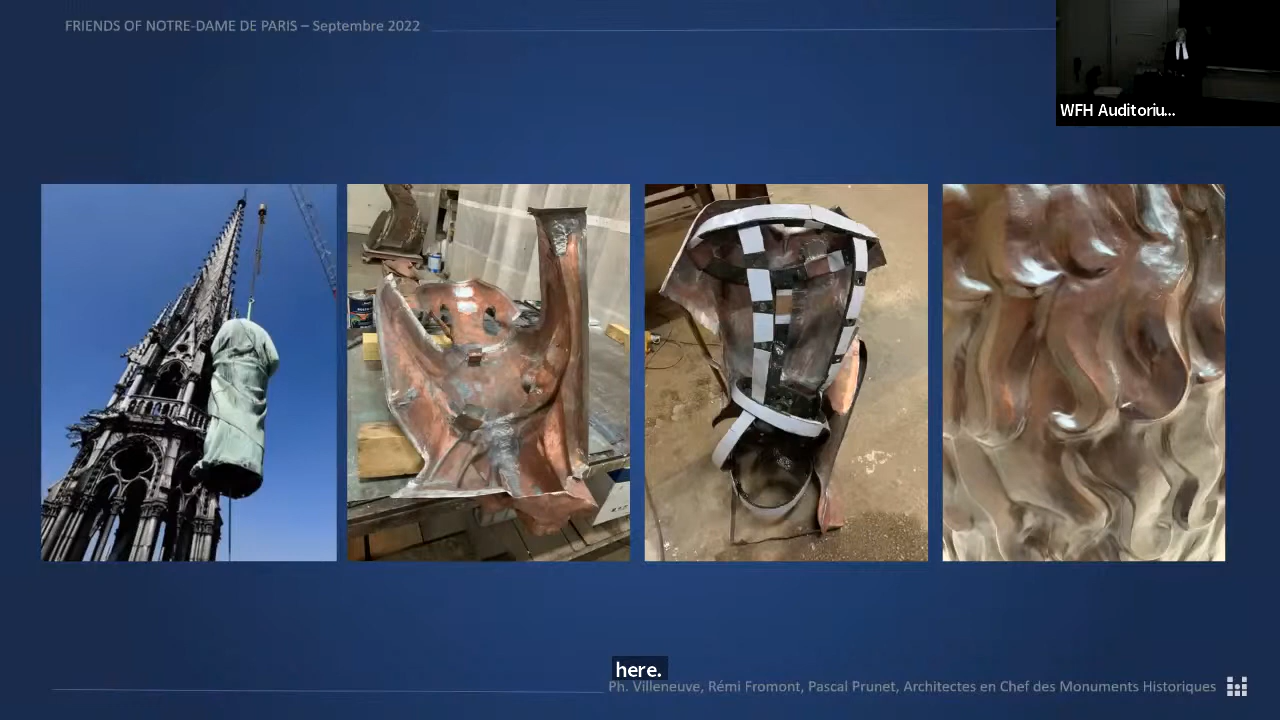 FRIENDS OF NOTRE-DAME DE PARIS – Septembre 2022
WFH Auditoriu...
here.
Ph. Villeneuve, Rémi Fromont, Pascal Prunet, Architectes en Chef des Monuments Historiques